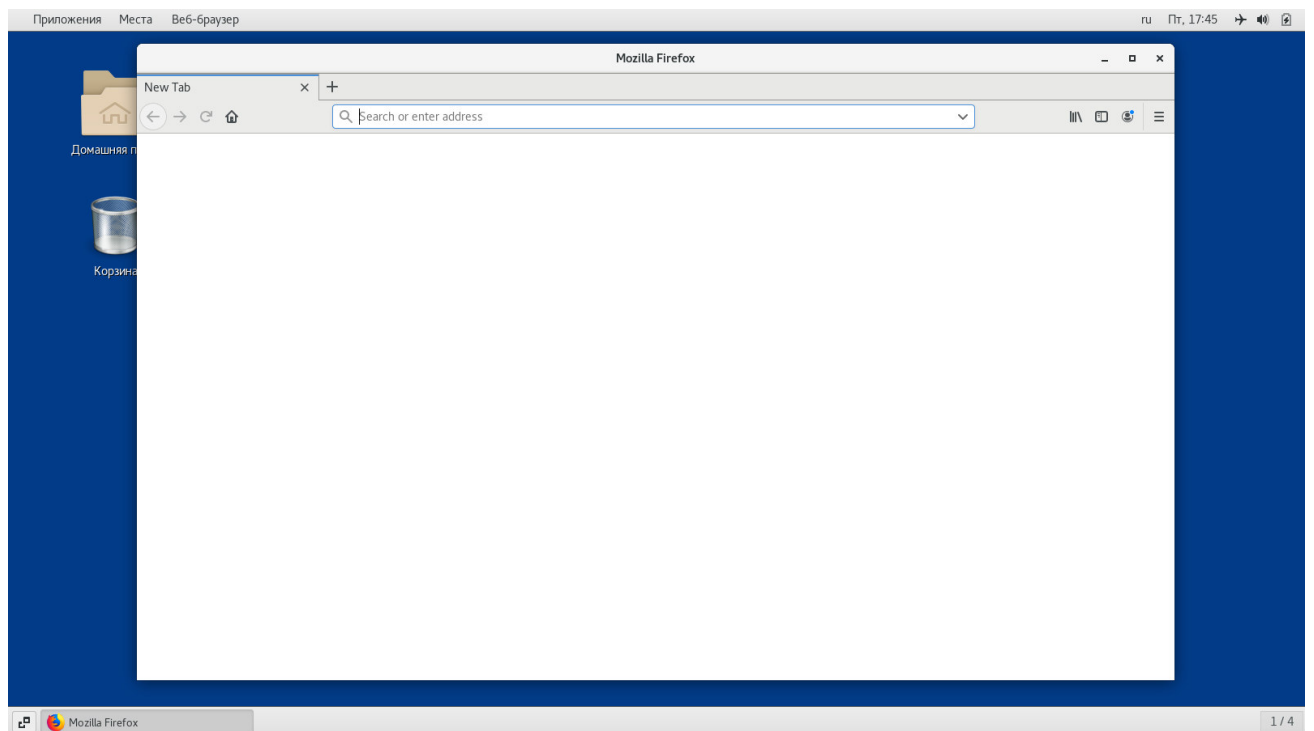 Приложения Места Веб-браузер ru Пт, 17:45
Mozilla Firefox
New Tab
Search or enter address
Домашняя п
Корзина
Mozilla Firefox 1 / 4